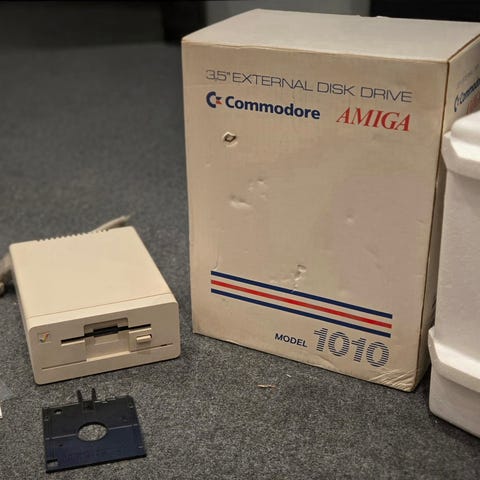 3.5" EXTERNAL DISK DRIVE
Commodore AMIGA
MODEL 1010